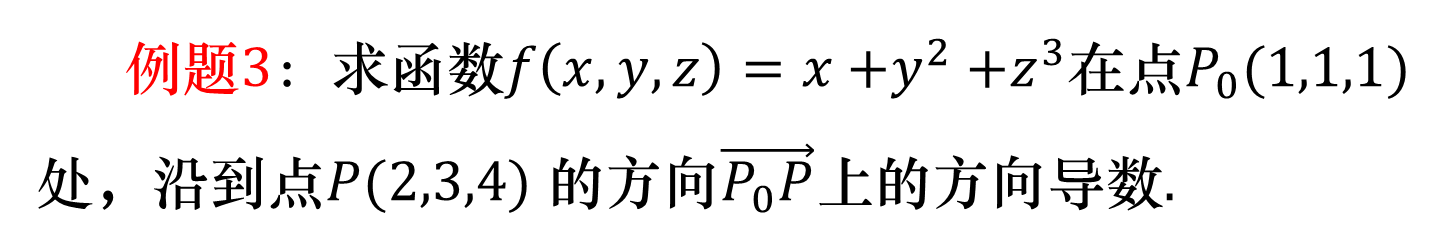 例题3：求函数f(x, y, z) = x +y² +z³在点P₀(1,1,1)
处，沿到点P(2,3,4) 的方向\overrightarrow{P₀P}上的方向导数.